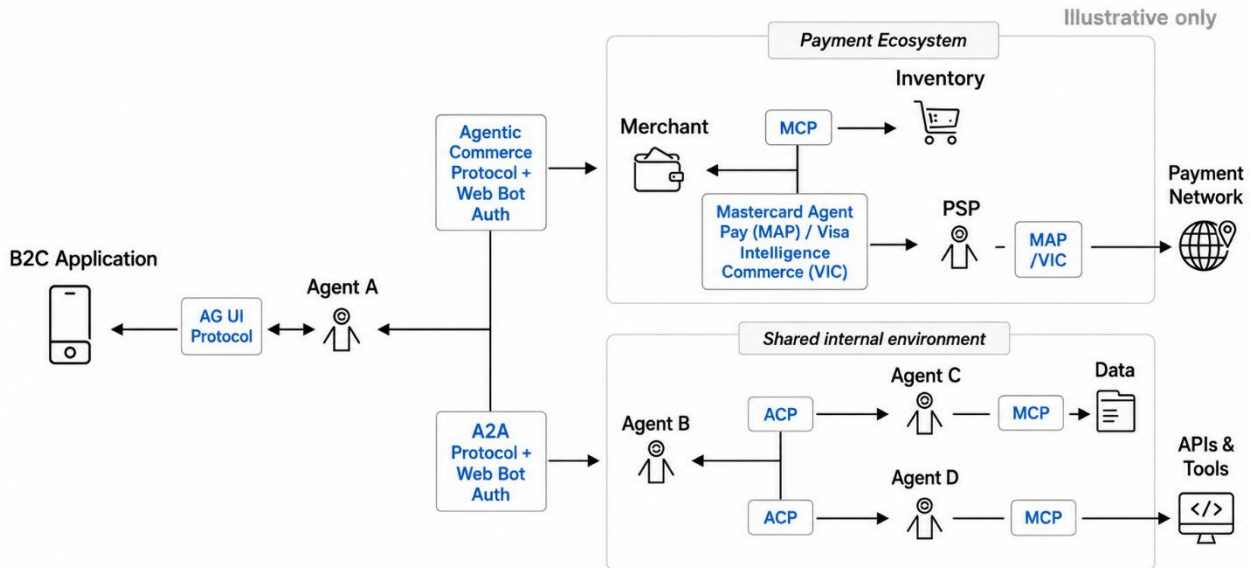 Illustrative only
Payment Ecosystem
Inventory
Merchant
MCP
Agentic
Commerce
Protocol +
Web Bot
Auth
Payment
Network
Mastercard Agent
Pay (MAP) / Visa
Intelligence
Commerce (VIC)
PSP
MAP
/VIC
B2C Application
Agent A
AG UI
Protocol
Shared internal environment
Agent C
Data
Agent B
ACP
MCP
A2A
Protocol +
Web Bot
Auth
APIs &
Tools
Agent D
ACP
MCP
</>